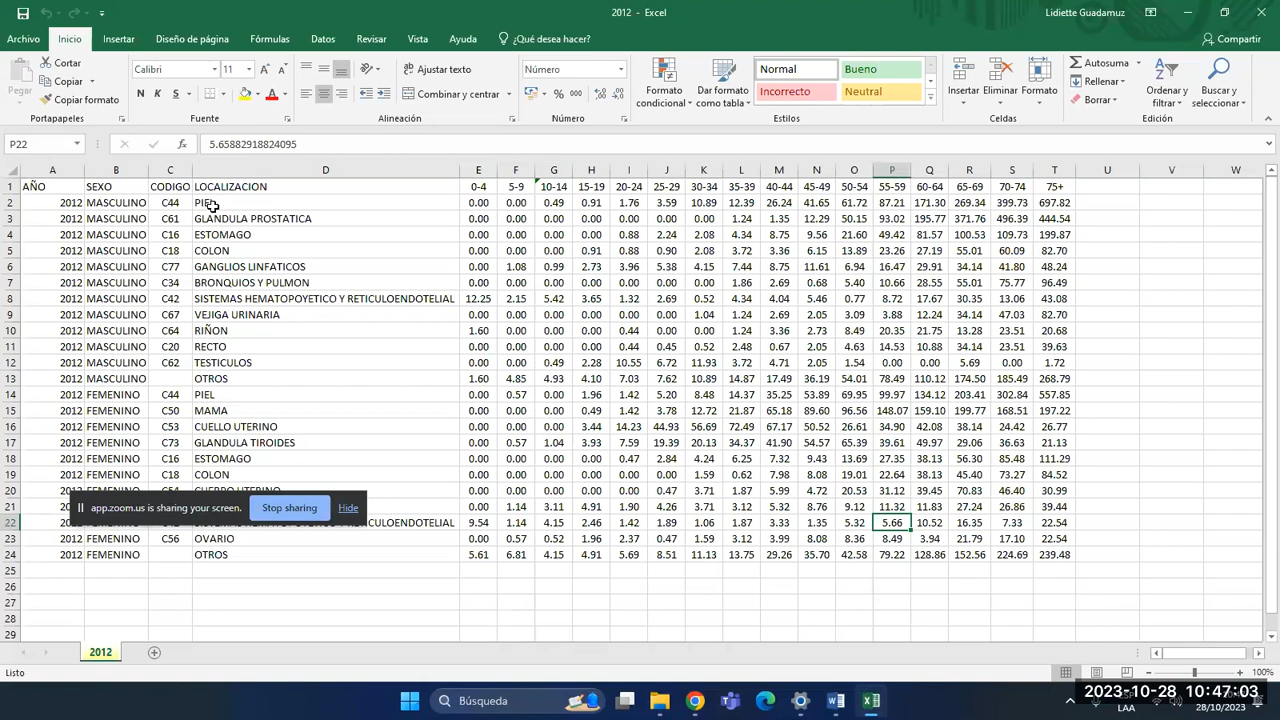 2012 - Excel
Lidiette Guadamuz
Archivo Inicio Insertar Diseño de página Fórmulas Datos Revisar Vista Ayuda ¿Qué desea hacer? Compartir
Pegar Cortar Copiar Copiar formato Portapapeles
Calibri 11 N K S Fuente
Ajustar texto Combinar y centrar Alineación
Número % 000 Número
Formato condicional Dar formato como tabla Normal Bueno Incorrecto Neutral Estilos
Insertar Eliminar Formato Celdas
Autosuma Rellenar Borrar Ordenar y filtrar Buscar y seleccionar Edición
P22 fx 5.65882918824095
A B C D E F G H I J K L M N O P Q R S T U V W
1 AÑO SEXO CODIGO LOCALIZACION 0-4 5-9 10-14 15-19 20-24 25-29 30-34 35-39 40-44 45-49 50-54 55-59 60-64 65-69 70-74 75+
2 2012 MASCULINO C44 PIEL 0.00 0.00 0.49 0.91 1.76 3.59 10.89 12.39 26.24 41.65 61.72 87.21 171.30 269.34 399.73 697.82
3 2012 MASCULINO C61 GLANDULA PROSTATICA 0.00 0.00 0.00 0.00 0.00 0.00 0.00 1.24 1.35 12.29 50.15 93.02 195.77 371.76 496.39 444.54
4 2012 MASCULINO C16 ESTOMAGO 0.00 0.00 0.00 0.00 0.88 2.24 2.08 4.34 8.75 9.56 21.60 49.42 81.57 100.53 109.73 199.87
5 2012 MASCULINO C18 COLON 0.00 0.00 0.00 0.91 0.88 0.90 2.08 3.72 3.36 6.15 13.89 23.26 27.19 55.01 60.09 82.70
6 2012 MASCULINO C77 GANGLIOS LINFATICOS 0.00 1.08 0.99 2.73 3.96 5.38 4.15 7.44 8.75 11.61 6.94 16.47 29.91 34.14 41.80 48.24
7 2012 MASCULINO C34 BRONQUIOS Y PULMON 0.00 0.00 0.00 0.00 0.00 0.00 0.00 1.86 2.69 0.68 5.40 10.66 28.55 55.01 75.77 96.49
8 2012 MASCULINO C42 SISTEMAS HEMATOPOYETICO Y RETICULOENDOTELIAL 12.25 2.15 5.42 3.65 1.32 2.69 0.52 4.34 4.04 5.46 0.77 8.72 17.67 30.35 13.06 43.08
9 2012 MASCULINO C67 VEJIGA URINARIA 0.00 0.00 0.00 0.00 0.00 0.00 1.04 1.24 2.69 2.05 3.09 3.88 12.24 34.14 47.03 82.70
10 2012 MASCULINO C64 RIÑON 1.60 0.00 0.00 0.00 0.44 0.00 0.00 1.24 3.36 2.73 8.49 20.35 21.75 13.28 23.51 20.68
11 2012 MASCULINO C20 RECTO 0.00 0.00 0.00 0.00 0.44 0.45 0.52 2.48 0.67 2.05 4.63 14.53 10.88 34.14 23.51 39.63
12 2012 MASCULINO C62 TESTICULOS 0.00 0.00 0.49 2.28 10.55 6.72 11.93 3.72 4.71 2.05 1.54 0.00 0.00 5.69 0.00 1.72
13 2012 MASCULINO OTROS 1.60 4.85 4.93 4.10 7.03 7.62 10.89 14.87 17.49 36.19 54.01 78.49 110.12 174.50 185.49 268.79
14 2012 FEMENINO C44 PIEL 0.00 0.57 0.00 1.96 1.42 5.20 8.48 14.37 35.25 53.89 69.95 99.97 134.12 203.41 302.84 557.85
15 2012 FEMENINO C50 MAMA 0.00 0.00 0.00 0.49 1.42 3.78 12.72 21.87 65.18 89.60 96.56 148.07 159.10 199.77 168.51 197.22
16 2012 FEMENINO C53 CUELLO UTERINO 0.00 0.00 0.00 3.44 14.23 44.93 56.69 72.48 67.17 50.52 26.61 34.90 51.28 38.14 24.42 26.77
17 2012 FEMENINO C73 GLANDULA TIROIDES 0.00 0.57 1.04 3.93 7.59 19.39 20.13 34.37 41.90 54.57 65.39 39.61 49.97 29.06 36.63 21.13
18 2012 FEMENINO C16 ESTOMAGO 0.00 0.00 0.00 0.00 0.47 2.84 4.24 6.25 7.32 9.43 13.69 27.35 38.13 56.30 85.48 111.29
19 2012 FEMENINO C18 COLON 0.00 0.00 0.00 0.00 0.00 0.00 1.59 0.62 7.98 8.08 19.01 22.64 38.13 45.40 73.27 84.52
20 0.00 0.00 0.00 0.00 0.00 0.47 3.71 1.87 5.99 4.72 20.53 31.12 39.45 70.83 46.40 30.99
21 0.00 1.14 3.11 4.91 1.90 4.26 3.71 3.12 5.32 8.76 9.12 11.32 11.83 27.24 26.86 39.44
22 RETICULOENDOTELIAL 9.54 1.14 4.15 2.46 1.42 1.89 1.06 1.87 3.33 1.35 5.32 5.66 10.52 16.35 7.33 22.54
23 2012 FEMENINO C56 OVARIO 0.00 0.57 0.52 1.96 2.37 0.47 1.59 3.12 3.99 8.08 8.36 8.49 3.94 21.79 17.10 22.54
24 2012 FEMENINO OTROS 5.61 6.81 4.15 4.91 5.69 8.51 11.13 13.75 29.26 35.70 42.58 79.22 128.86 152.56 224.69 239.48
25
26
27
28
29
app.zoom.us is sharing your screen. Stop sharing Hide
2012
Listo 100%
Búsqueda
LAA
2023-10-28 10:47:03
28/10/2023